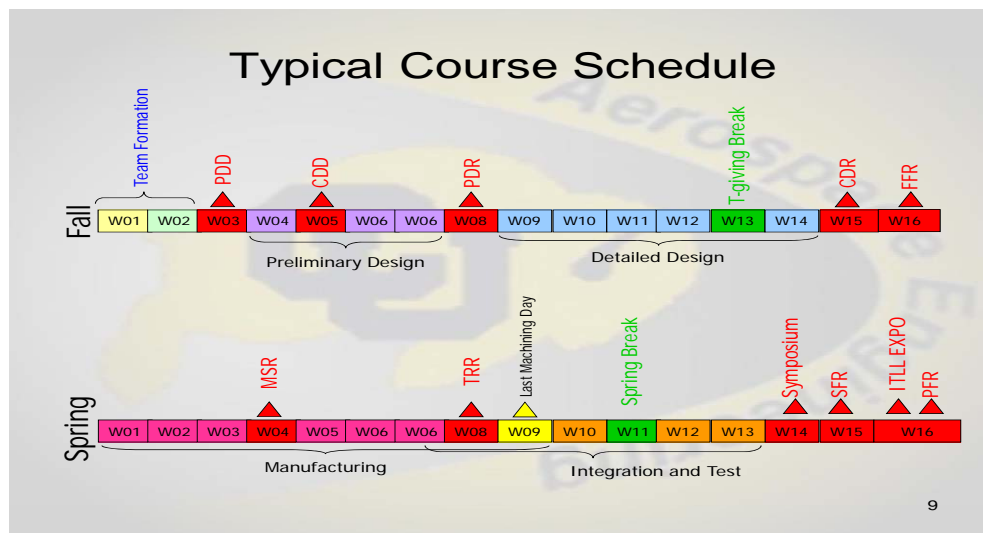 Typical Course Schedule
Team Formation
PDD
CDD
PDR
T-giving Break
CDR
FFR
Fall
W01 W02 W03 W04 W05 W06 W06 W08 W09 W10 W11 W12 W13 W14 W15 W16
Preliminary Design
Detailed Design
MSR
TRR
Last Machining Day
Spring Break
Symposium
SFR
ITLL EXPO
PFR
Spring
W01 W02 W03 W04 W05 W06 W06 W08 W09 W10 W11 W12 W13 W14 W15 W16
Manufacturing
Integration and Test
Aerospace Engineering
CU
9